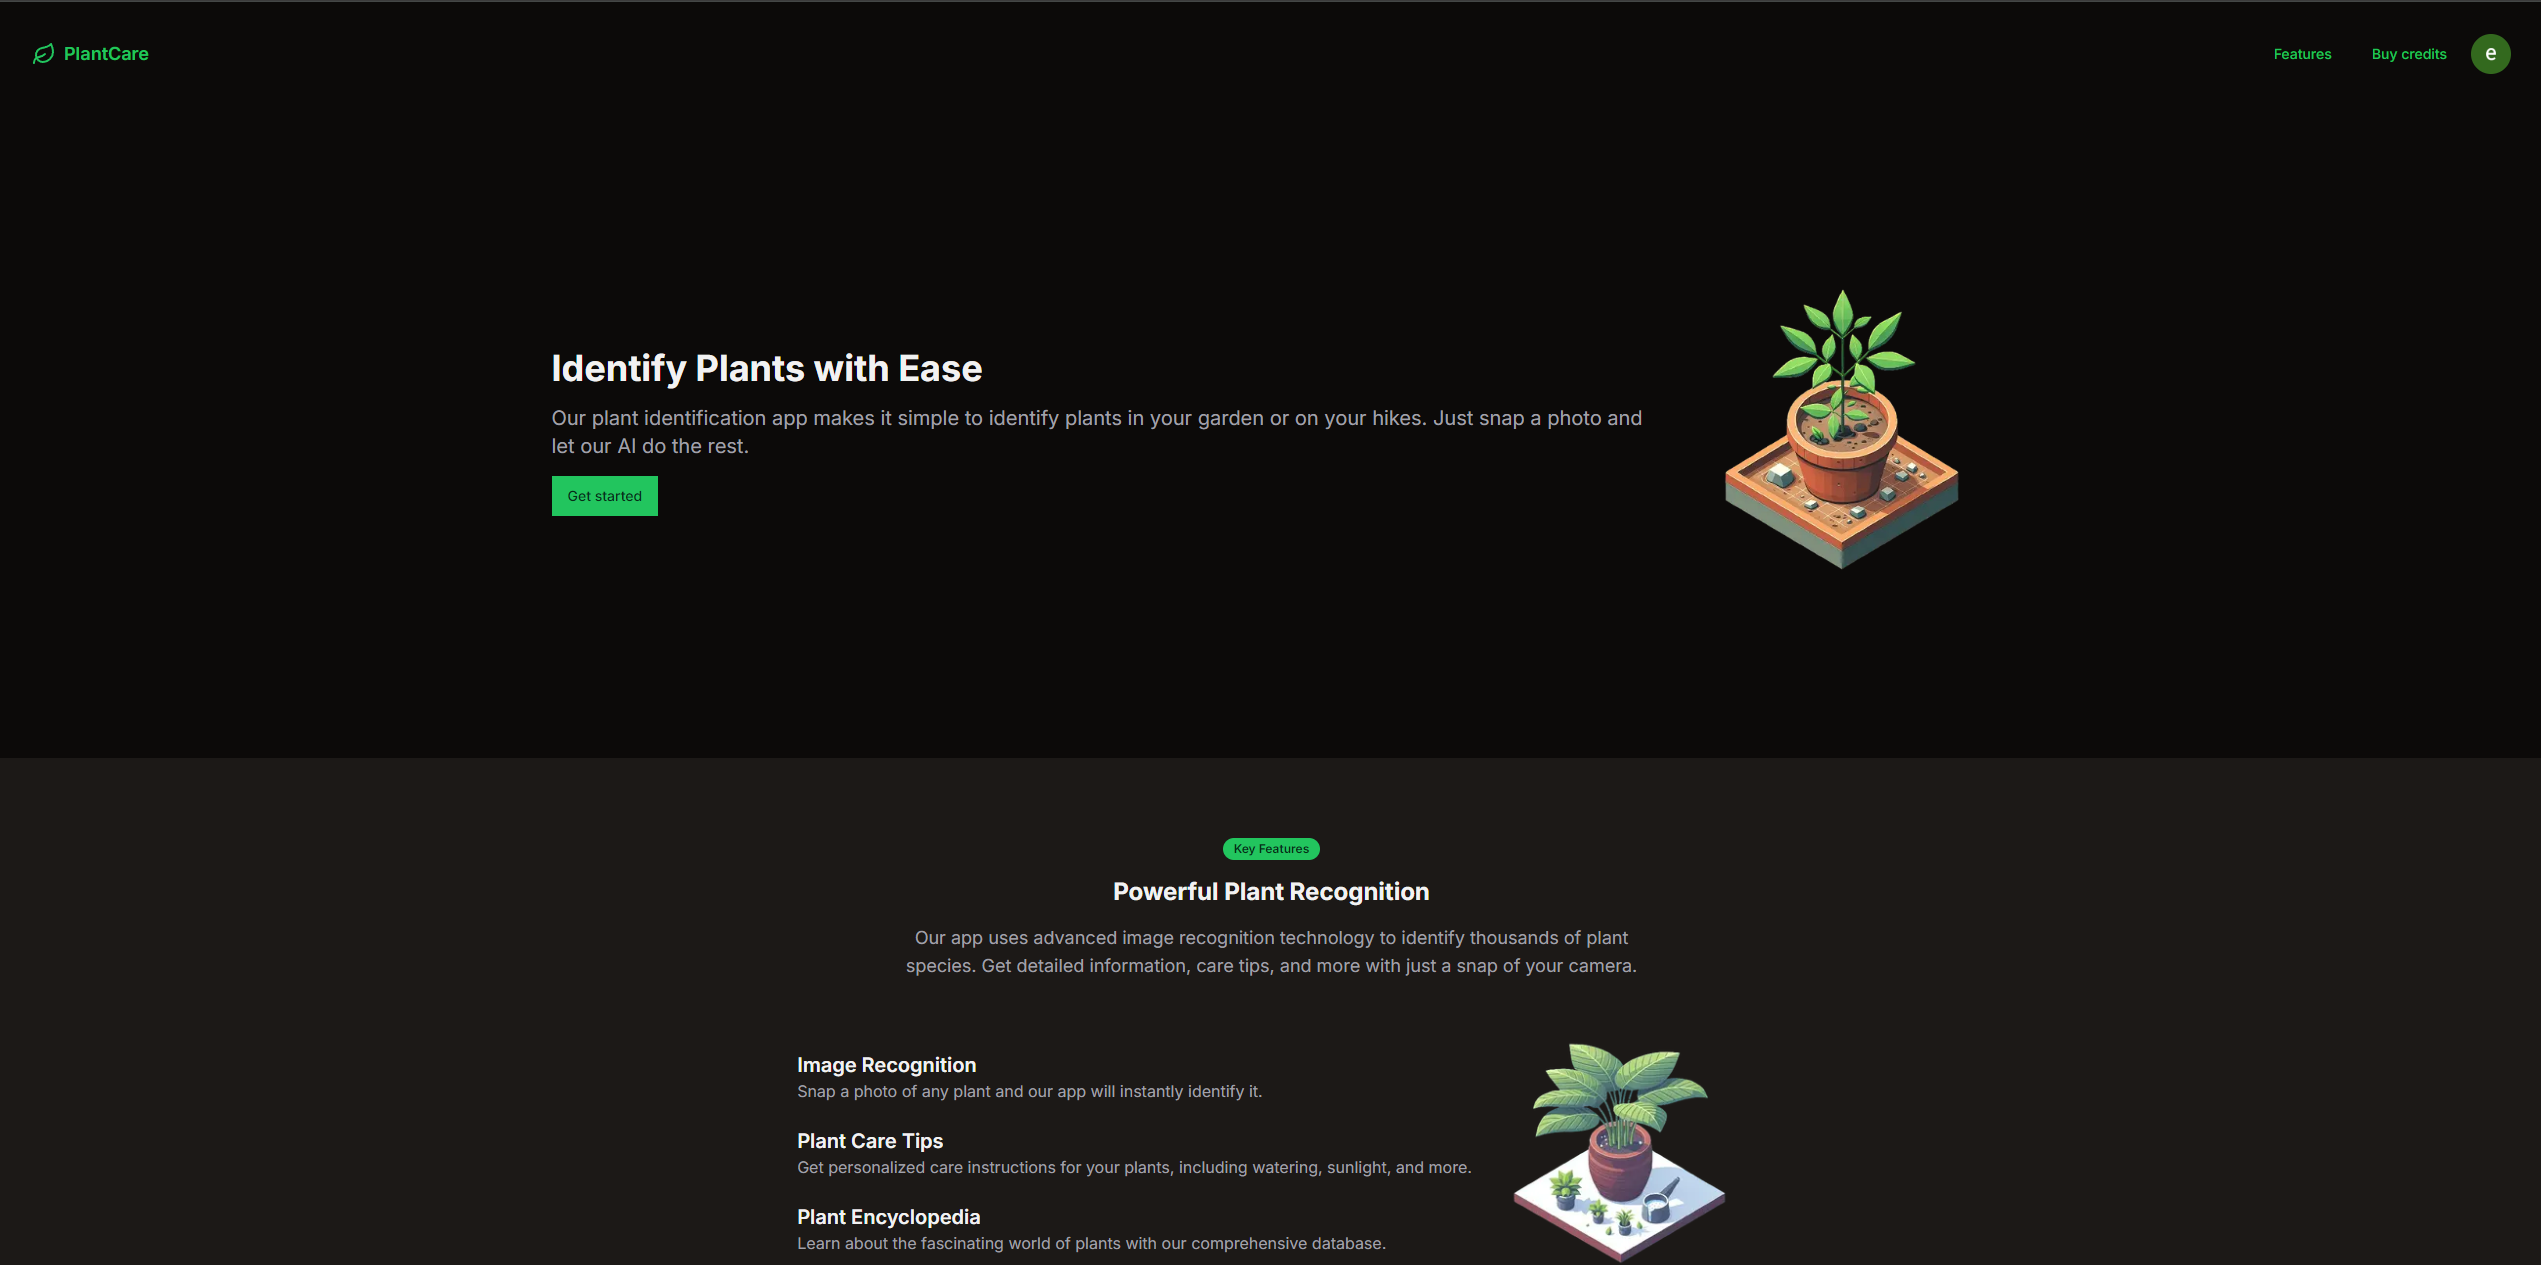 PlantCare
Features
Buy credits
e
Identify Plants with Ease
Our plant identification app makes it simple to identify plants in your garden or on your hikes. Just snap a photo and
let our AI do the rest.
Get started
Key Features
Powerful Plant Recognition
Our app uses advanced image recognition technology to identify thousands of plant
species. Get detailed information, care tips, and more with just a snap of your camera.
Image Recognition
Snap a photo of any plant and our app will instantly identify it.
Plant Care Tips
Get personalized care instructions for your plants, including watering, sunlight, and more.
Plant Encyclopedia
Learn about the fascinating world of plants with our comprehensive database.